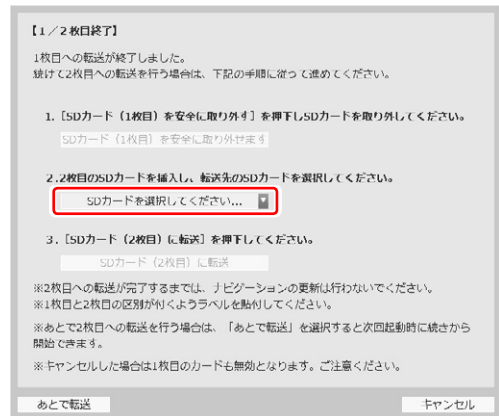 【1／2枚目終了】
1枚目への転送が終了しました。
続けて2枚目への転送を行う場合は、下記の手順に従って進めてください。
1.［SDカード（1枚目）を安全に取り外す］を押下しSDカードを取り外してください。
SDカード（1枚目）を安全に取り外せます
2.2枚目のSDカードを挿入し、転送先のSDカードを選択してください。
SDカードを選択してください...
3.［SDカード（2枚目）に転送］を押下してください。
SDカード（2枚目）に転送
※2枚目への転送が完了するまでは、ナビゲーションの更新は行わないでください。
※1枚目と2枚目の区別が付くようラベルを貼付してください。
※あとで2枚目への転送を行う場合は、「あとで転送」を選択すると次回起動時に続きから
開始できます。
※キャンセルした場合は1枚目のカードも無効となります。ご注意ください。
あとで転送
キャンセル